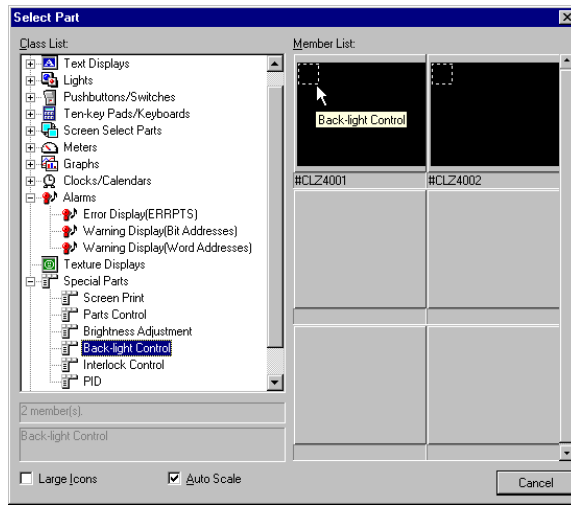 Select Part
Class List:
Member List:
Text Displays
Lights
Pushbuttons/Switches
Ten-key Pads/Keyboards
Screen Select Parts
Meters
Graphs
Clocks/Calendars
Alarms
Error Display(ERRPTS)
Warning Display(Bit Addresses)
Warning Display(Word Addresses)
Texture Displays
Special Parts
Screen Print
Parts Control
Brightness Adjustment
Back-light Control
Interlock Control
PID
Back-light Control
#CLZ4001
#CLZ4002
2 member(s).
Back-light Control
Large Icons
Auto Scale
Cancel